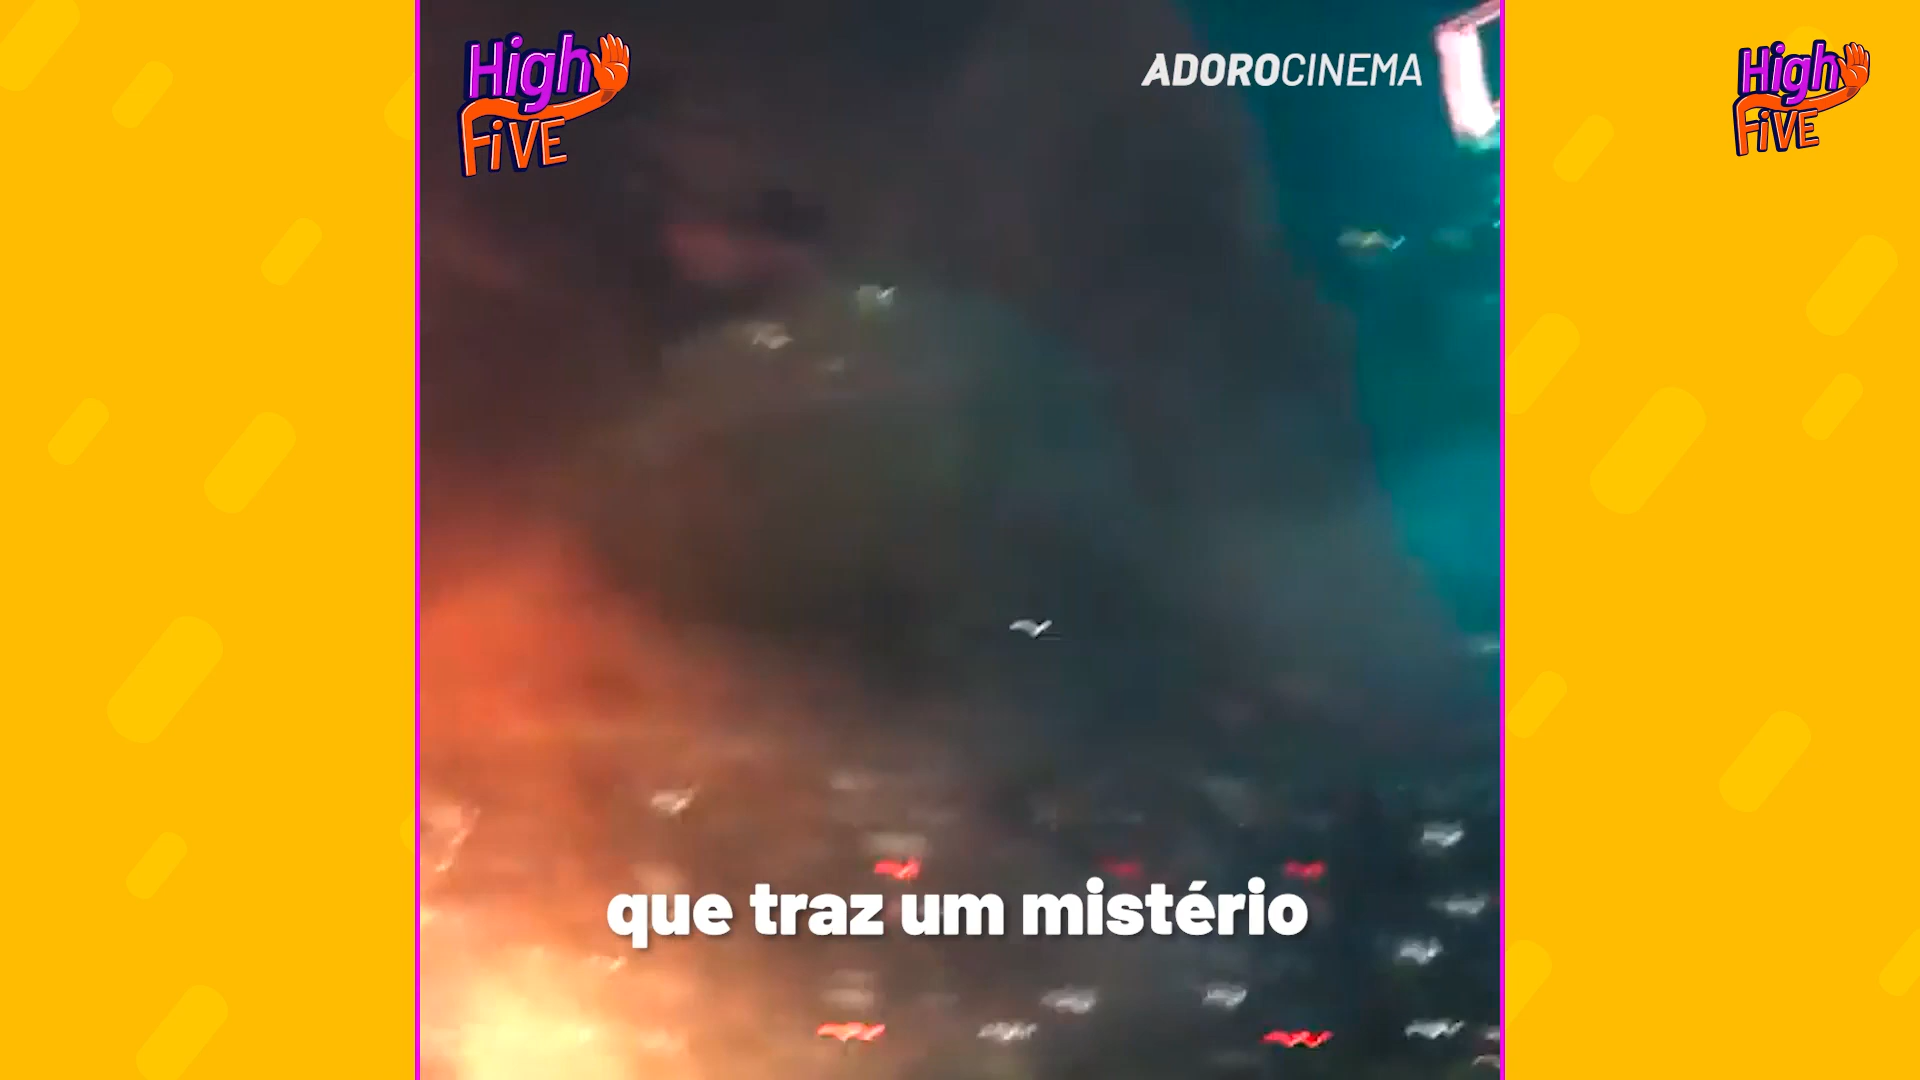 High
FiVE
ADOROCINEMA
High
FiVE
que traz um mistério